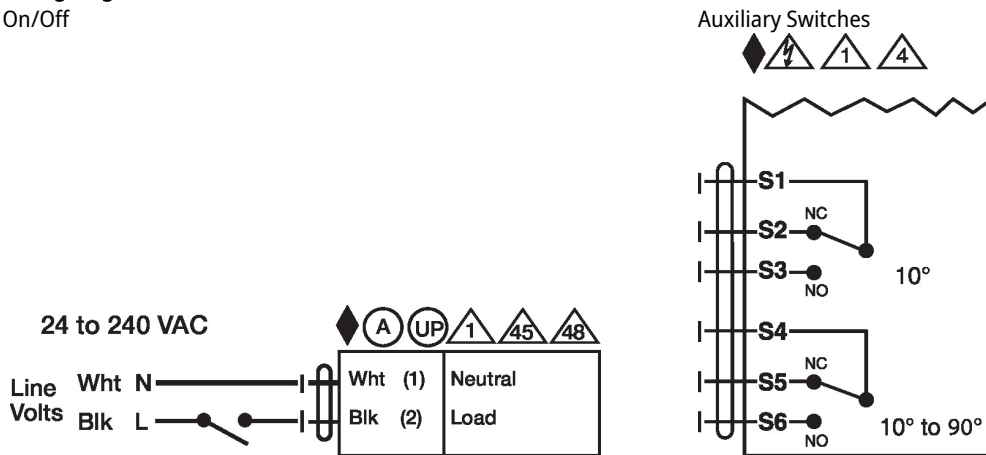 On/Off
24 to 240 VAC
A UP 1 45 48
Line Volts
Wht N
Blk L
Wht (1) Neutral
Blk (2) Load
Auxiliary Switches
1 4
S1
NC
S2
S3
NO
10°
S4
NC
S5
S6
NO
10° to 90°